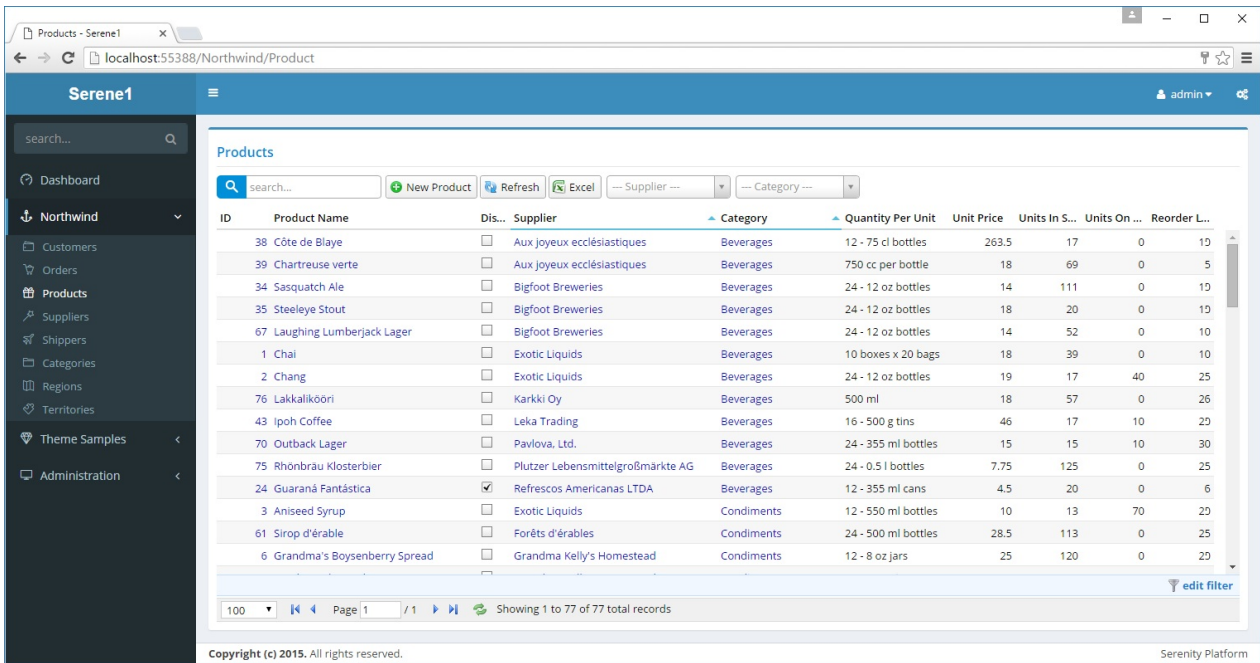 Products - Serene1
localhost:55388/Northwind/Product
Serene1 admin
search...
Dashboard
Northwind
Customers
Orders
Products
Suppliers
Shippers
Categories
Regions
Territories
Theme Samples
Administration
Products
search... New Product Refresh Excel --- Supplier --- --- Category ---
ID Product Name Dis... Supplier Category Quantity Per Unit Unit Price Units In S... Units On ... Reorder L...
38 Côte de Blaye Aux joyeux ecclésiastiques Beverages 12 - 75 cl bottles 263.5 17 0
39 Chartreuse verte Aux joyeux ecclésiastiques Beverages 750 cc per bottle 18 69 0 5
34 Sasquatch Ale Bigfoot Breweries Beverages 24 - 12 oz bottles 14 111 0
35 Steeleye Stout Bigfoot Breweries Beverages 24 - 12 oz bottles 18 20 0
67 Laughing Lumberjack Lager Bigfoot Breweries Beverages 24 - 12 oz bottles 14 52 0 10
1 Chai Exotic Liquids Beverages 10 boxes x 20 bags 18 39 0 10
2 Chang Exotic Liquids Beverages 24 - 12 oz bottles 19 17 40 25
76 Lakkalikööri Karkki Oy Beverages 500 ml 18 57 0 26
43 Ipoh Coffee Leka Trading Beverages 16 - 500 g tins 46 17 10
70 Outback Lager Pavlova, Ltd. Beverages 24 - 355 ml bottles 15 15 10 30
75 Rhönbräu Klosterbier Plutzer Lebensmittelgroßmärkte AG Beverages 24 - 0.5 l bottles 7.75 125 0 25
24 Guaraná Fantástica Refrescos Americanas LTDA Beverages 12 - 355 ml cans 4.5 20 0 6
3 Aniseed Syrup Exotic Liquids Condiments 12 - 550 ml bottles 10 13 70
61 Sirop d'érable Forêts d'érables Condiments 24 - 500 ml bottles 28.5 113 0 25
6 Grandma's Boysenberry Spread Grandma Kelly's Homestead Condiments 12 - 8 oz jars 25 120 0
edit filter
100 Page 1 / 1 Showing 1 to 77 of 77 total records
Copyright (c) 2015. All rights reserved. Serenity Platform